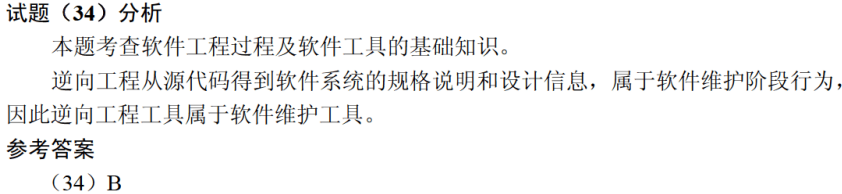 试题（34）分析
本题考查软件工程过程及软件工具的基础知识。
逆向工程从源代码得到软件系统的规格说明和设计信息，属于软件维护阶段行为，
因此逆向工程工具属于软件维护工具。
参考答案
（34）B